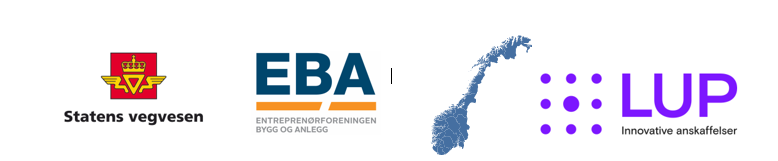 Statens vegvesen
EBA
ENTREPRENØRFORENINGEN
BYGG OG ANLEGG
LUP
Innovative anskaffelser